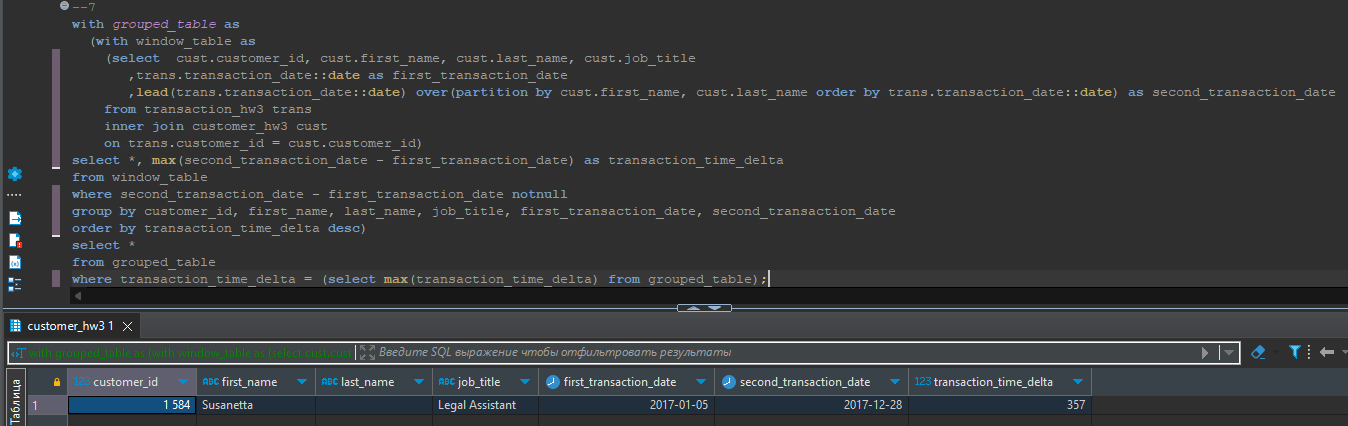 --7
with grouped_table as
(with window_table as
(select  cust.customer_id, cust.first_name, cust.last_name, cust.job_title
,trans.transaction_date::date as first_transaction_date
,lead(trans.transaction_date::date) over(partition by cust.first_name, cust.last_name order by trans.transaction_date::date) as second_transaction_date
from transaction_hw3 trans
inner join customer_hw3 cust
on trans.customer_id = cust.customer_id)
select *, max(second_transaction_date - first_transaction_date) as transaction_time_delta
from window_table
where second_transaction_date - first_transaction_date notnull
group by customer_id, first_name, last_name, job_title, first_transaction_date, second_transaction_date
order by transaction_time_delta desc)
select *
from grouped_table
where transaction_time_delta = (select max(transaction_time_delta) from grouped_table);
customer_hw3 1
with grouped_table as (with window_table as (select cust.cust Введите SQL выражение чтобы отфильтровать результаты
Таблица
123 customer_id ABC first_name ABC last_name ABC job_title first_transaction_date second_transaction_date 123 transaction_time_delta
1 1 584 Susanetta Legal Assistant 2017-01-05 2017-12-28 357